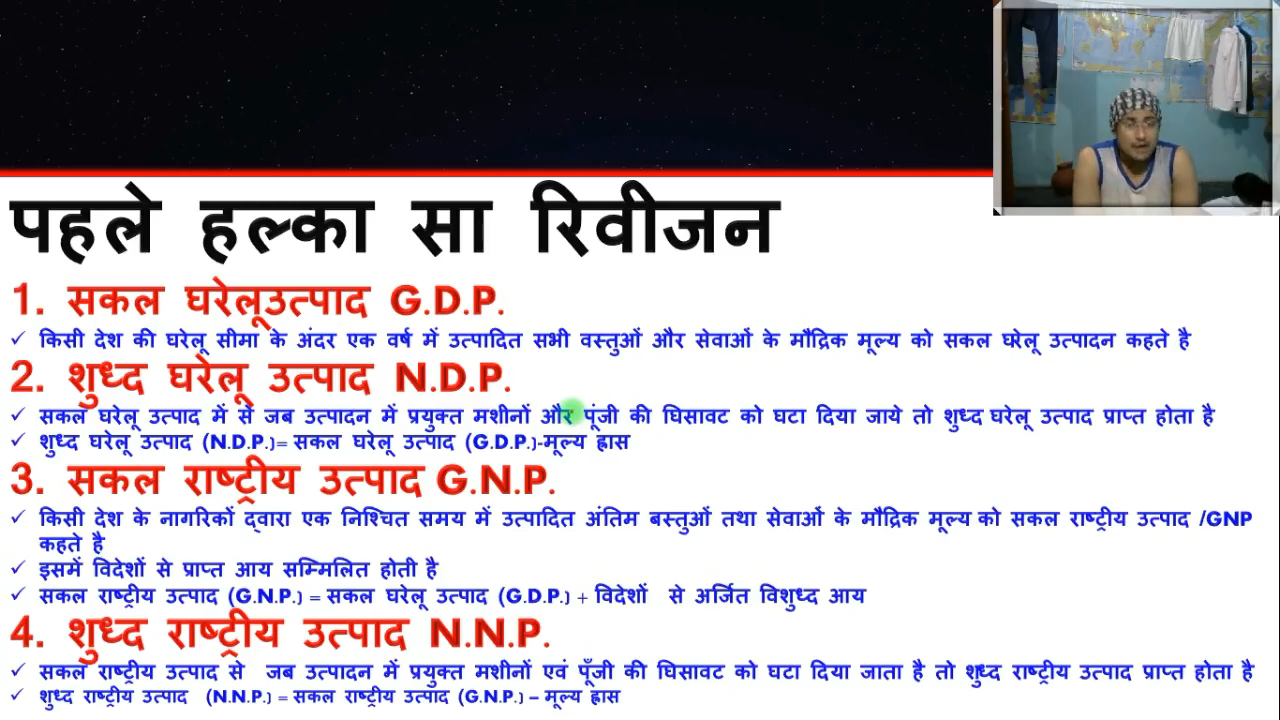 पहले हल्का सा रिवीजन
1. सकल घरेलूउत्पाद G.D.P.
✓ किसी देश की घरेलू सीमा के अंदर एक वर्ष में उत्पादित सभी वस्तुओं और सेवाओं के मौद्रिक मूल्य को सकल घरेलू उत्पादन कहते है
2. शुध्द घरेलू उत्पाद N.D.P.
✓ सकल घरेलू उत्पाद में से जब उत्पादन में प्रयुक्त मशीनों और पूंजी की घिसावट को घटा दिया जाये तो शुध्द घरेलू उत्पाद प्राप्त होता है
✓ शुध्द घरेलू उत्पाद (N.D.P.)= सकल घरेलू उत्पाद (G.D.P.)-मूल्य ह्रास
3. सकल राष्ट्रीय उत्पाद G.N.P.
✓ किसी देश के नागरिकों द्वारा एक निश्चित समय में उत्पादित अंतिम बस्तुओं तथा सेवाओं के मौद्रिक मूल्य को सकल राष्ट्रीय उत्पाद /GNP
कहते है
✓ इसमें विदेशों से प्राप्त आय सम्मिलित होती है
✓ सकल राष्ट्रीय उत्पाद (G.N.P.) = सकल घरेलू उत्पाद (G.D.P.) + विदेशों से अर्जित विशुध्द आय
4. शुध्द राष्ट्रीय उत्पाद N.N.P.
✓ सकल राष्ट्रीय उत्पाद से जब उत्पादन में प्रयुक्त मशीनों एवं पूँजी की घिसावट को घटा दिया जाता है तो शुध्द राष्ट्रीय उत्पाद प्राप्त होता है
✓ शुध्द राष्ट्रीय उत्पाद (N.N.P.) = सकल राष्ट्रीय उत्पाद (G.N.P.) – मूल्य ह्रास